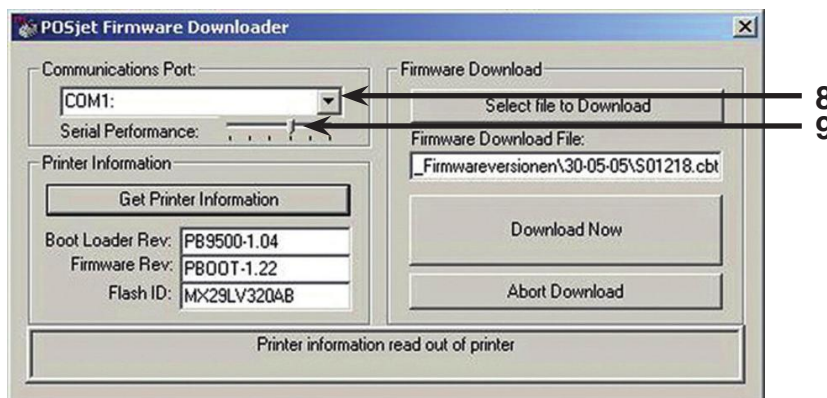 POSjet Firmware Downloader
Communications Port:
COM1:
Serial Performance:
Printer Information
Get Printer Information
Boot Loader Rev: PB9500-1.04
Firmware Rev: PBOOT-1.22
Flash ID: MX29LV320AB
Firmware Download
Select file to Download
Firmware Download File:
_Firmwareversionen\30-05-05\S01218.cbt
Download Now
Abort Download
Printer information read out of printer
8
9